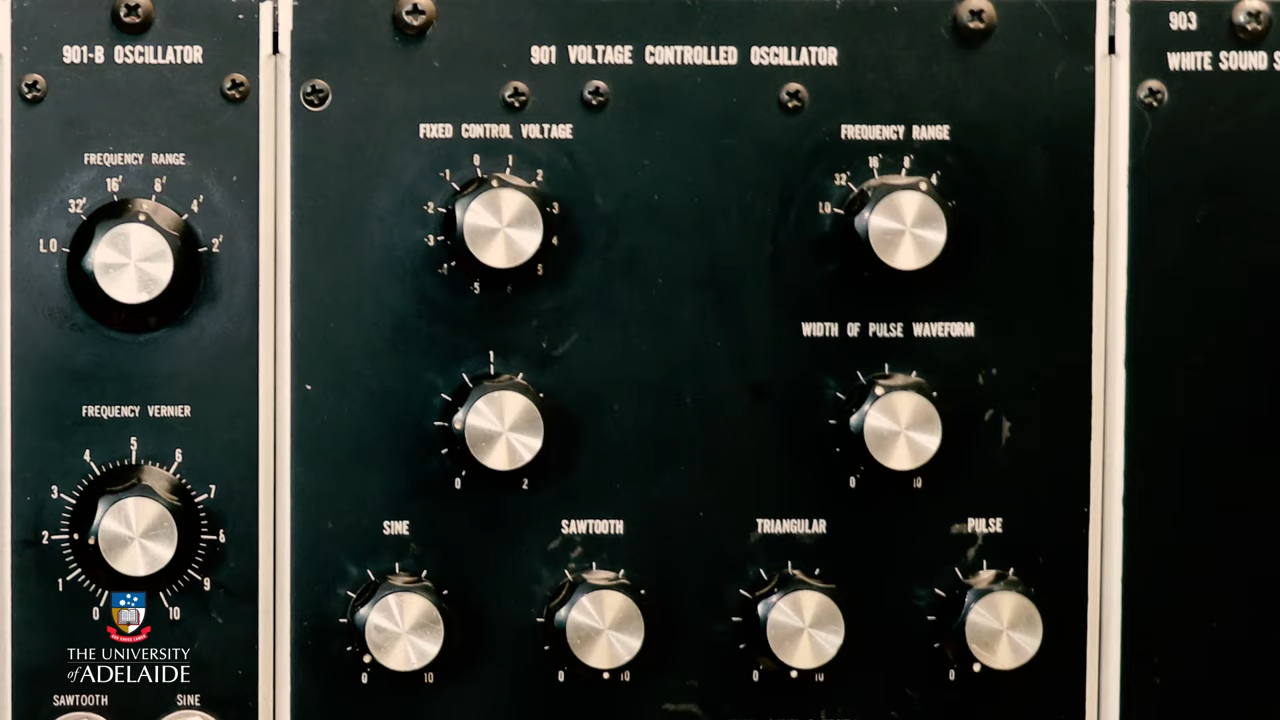 901-B OSCILLATOR
FREQUENCY RANGE
LO 32' 16' 8' 4' 2'
FREQUENCY VERNIER
0 1 2 3 4 5 6 7 8 9 10
THE UNIVERSITY
of ADELAIDE
SAWTOOTH SINE
901 VOLTAGE CONTROLLED OSCILLATOR
FIXED CONTROL VOLTAGE
-5 -4 -3 -2 -1 0 1 2 3 4 5 6
FREQUENCY RANGE
LO 32' 16' 8' 4'
0 1 2
WIDTH OF PULSE WAVEFORM
0 10
SINE
0 10
SAWTOOTH
0 10
TRIANGULAR
0 10
PULSE
0 10
903
WHITE SOUND